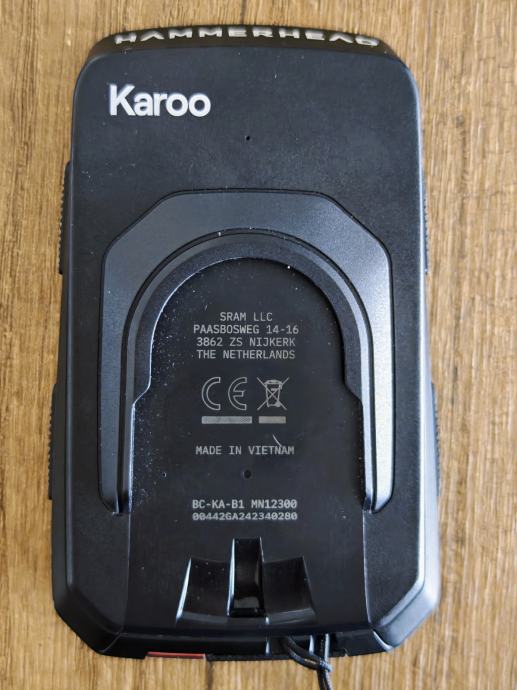 HAMMERHEAD
Karoo
SRAM LLC
PAASBOSWEG 14-16
3862 ZS NIJKERK
THE NETHERLANDS
CE
MADE IN VIETNAM
BC-KA-B1 MN12300
00442GA242340280